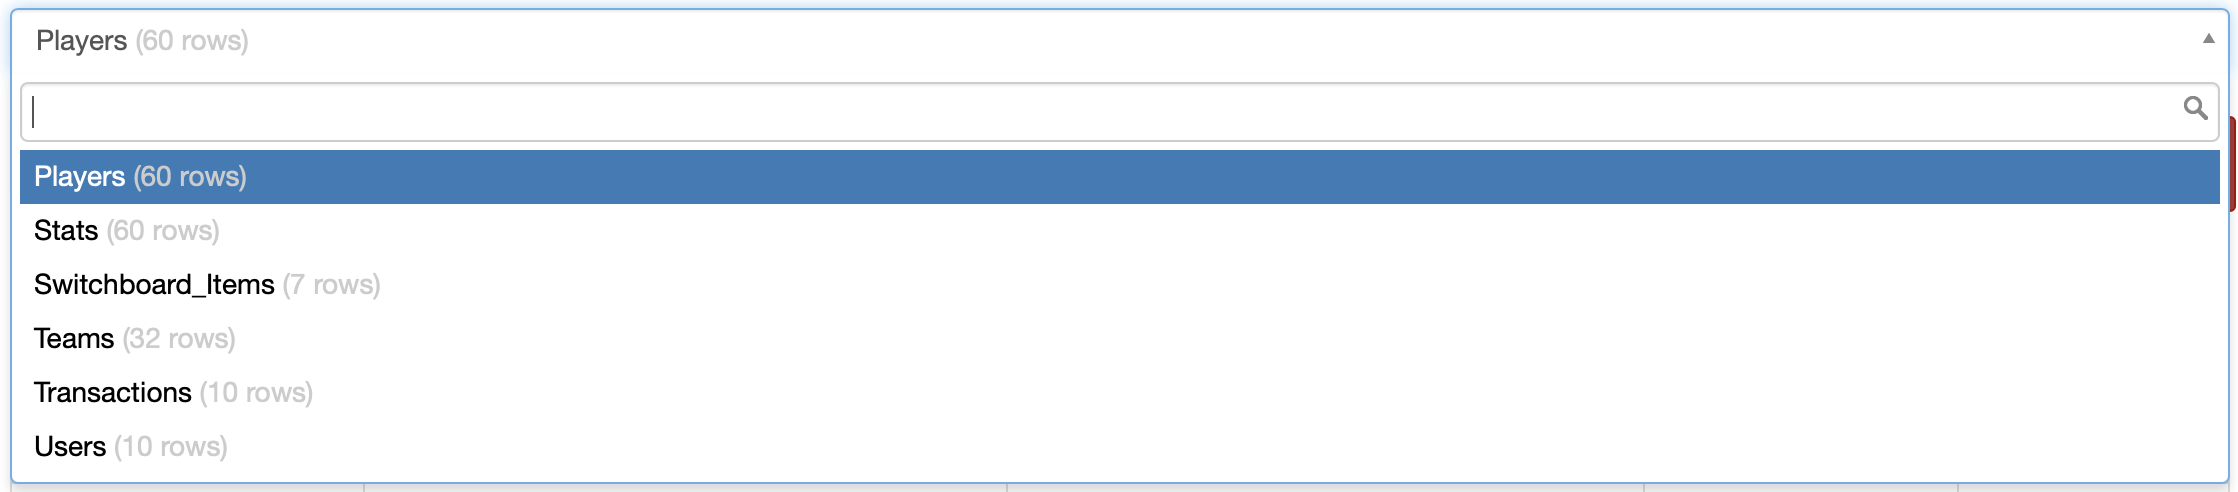 Players (60 rows)
Players (60 rows)
Stats (60 rows)
Switchboard_Items (7 rows)
Teams (32 rows)
Transactions (10 rows)
Users (10 rows)